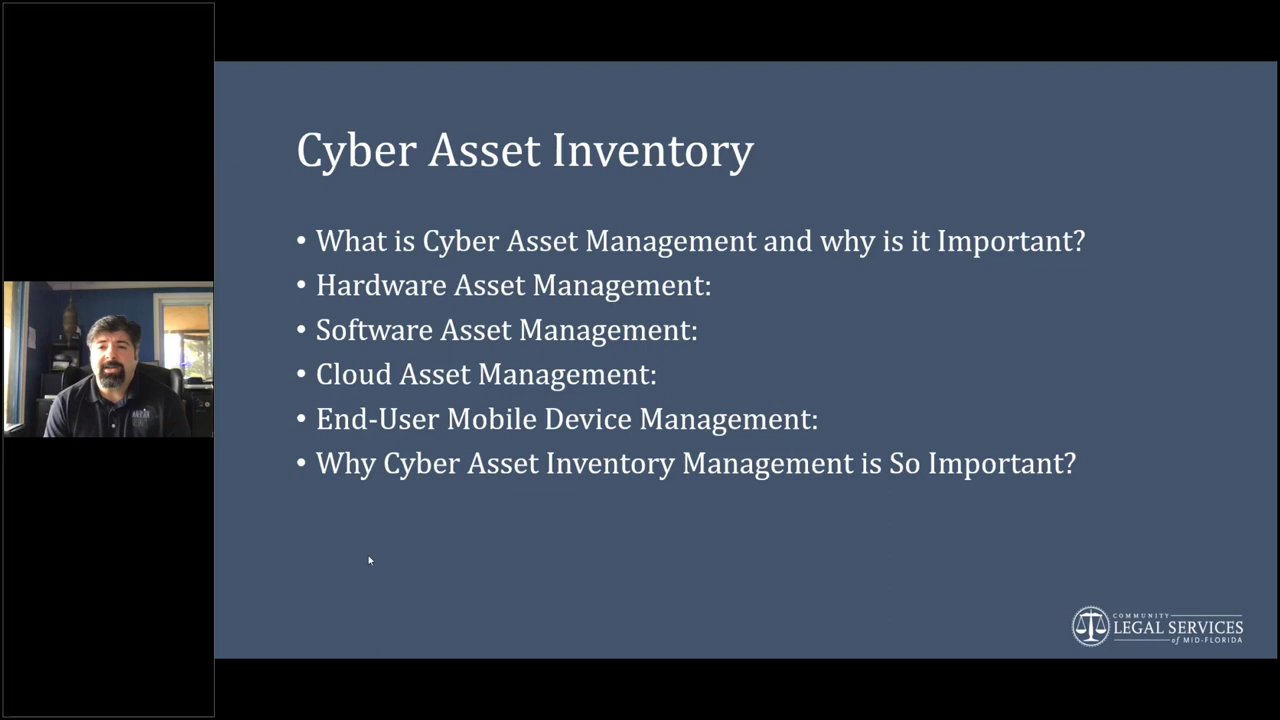 Cyber Asset Inventory
• What is Cyber Asset Management and why is it Important?
• Hardware Asset Management:
• Software Asset Management:
• Cloud Asset Management:
• End-User Mobile Device Management:
• Why Cyber Asset Inventory Management is So Important?
COMMUNITY
LEGAL SERVICES
of MID-FLORIDA